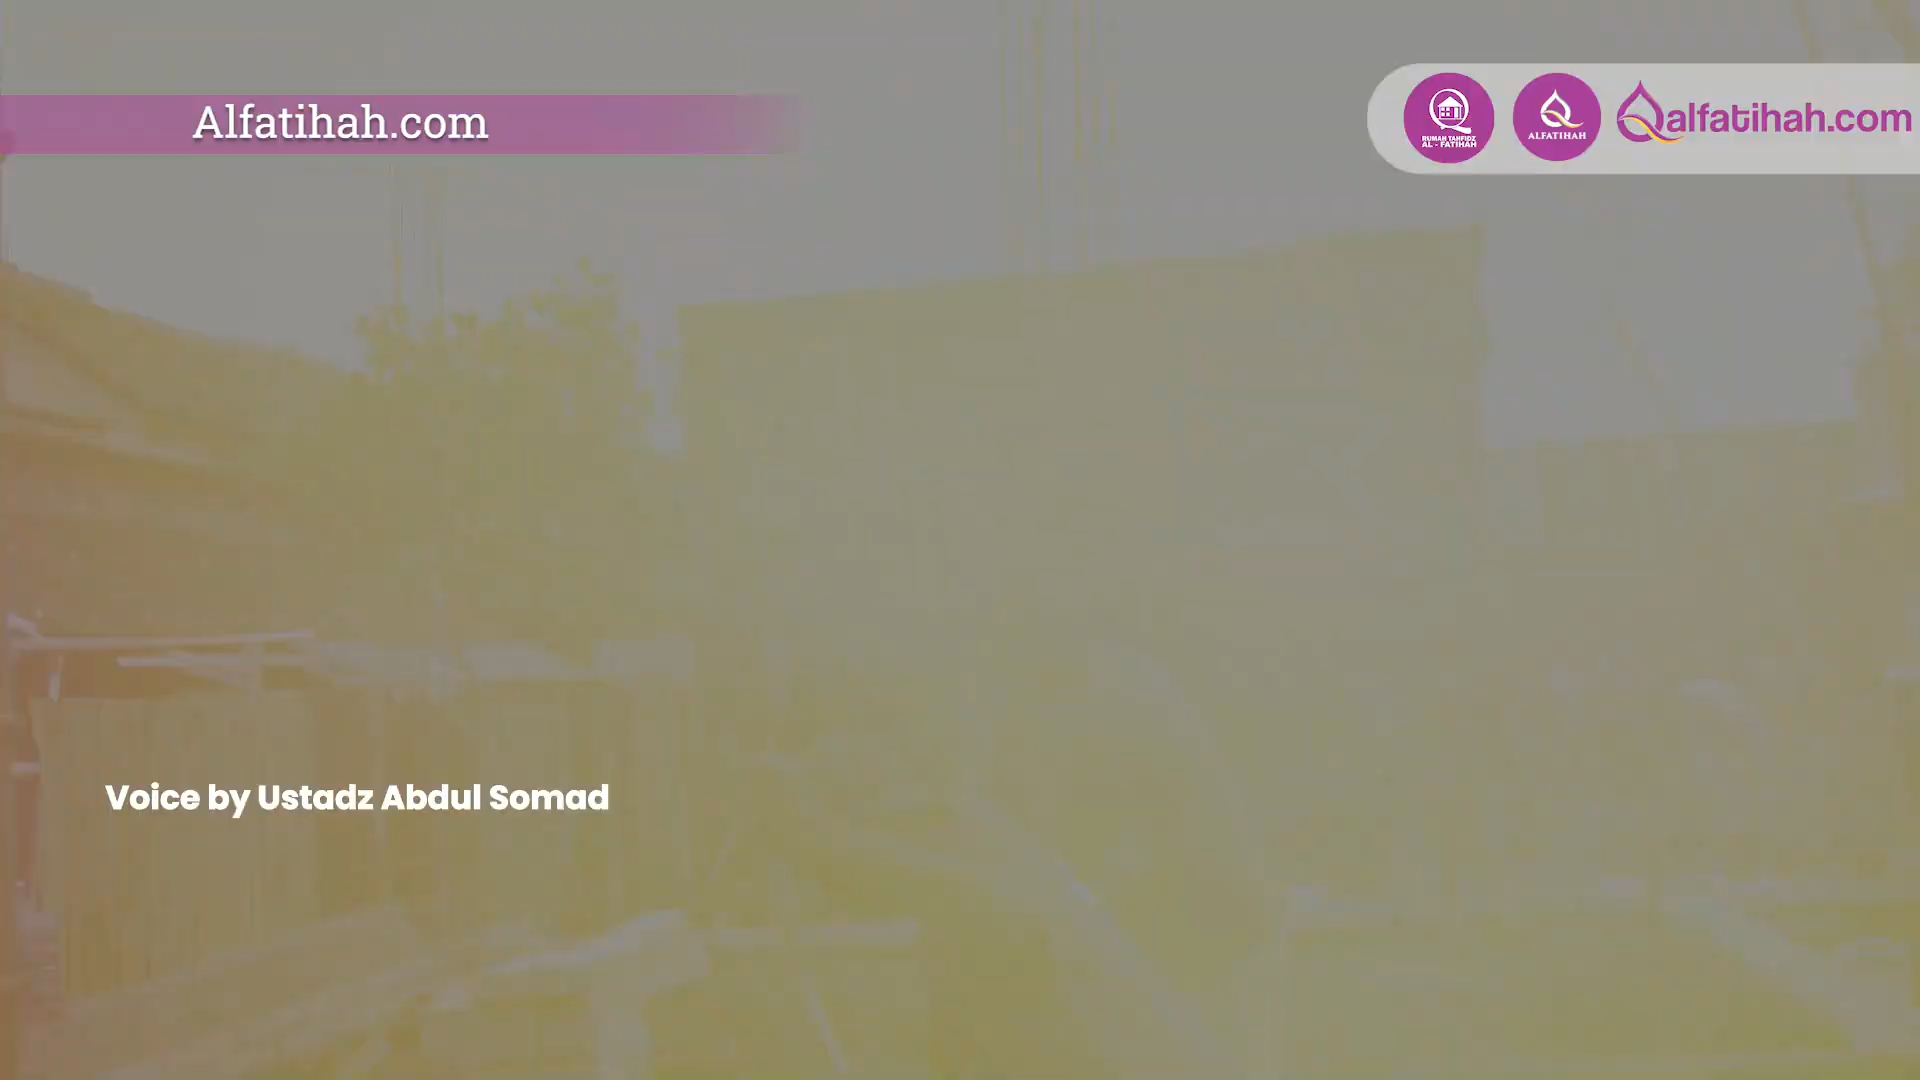 Alfatihah.com
RUMAH TAHFIDZ
AL - FATIHAH
ALFATIHAH
alfatihah.com
Voice by Ustadz Abdul Somad